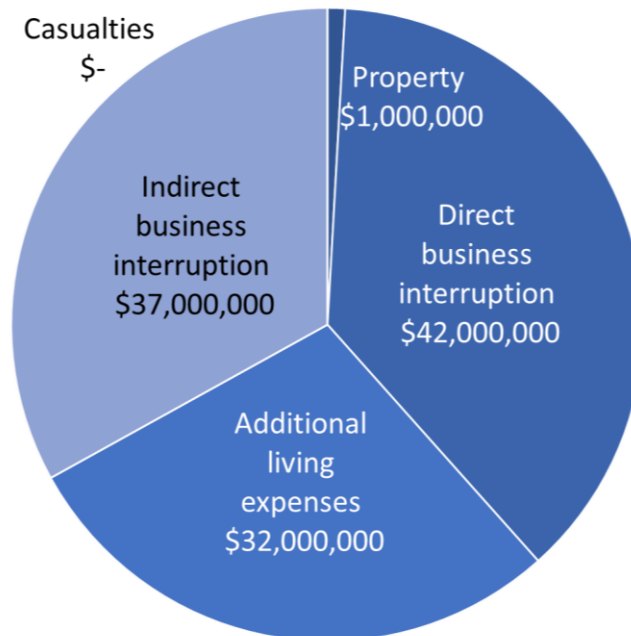 Casualties
$-
Property
$1,000,000
Indirect
business
interruption
$37,000,000
Direct
business
interruption
$42,000,000
Additional
living
expenses
$32,000,000